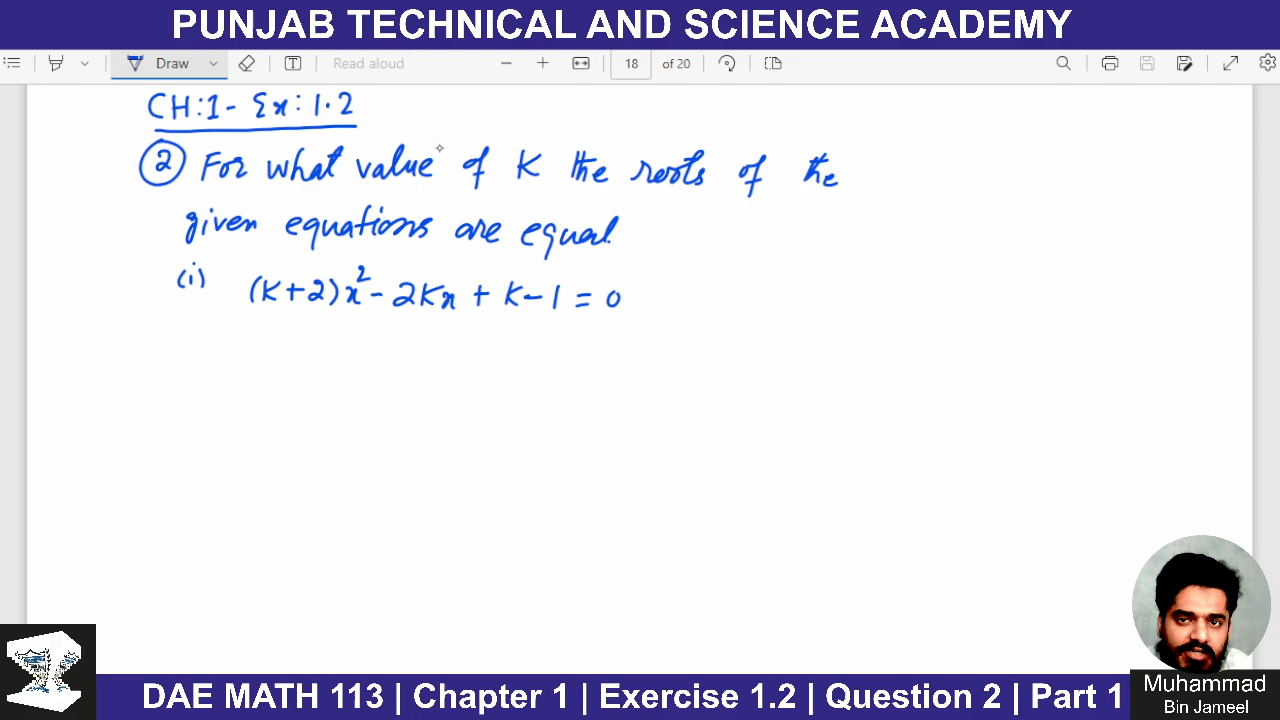 PUNJAB TECHNICAL AND SCIENCE ACADEMY
Draw Read aloud 18 of 20
CH:1- Ex: 1.2
② For what value of K the roots of the
given equations are equal.
(i) (K+2)x² - 2Kx + K-1 = 0
Muhammad
Bin Jameel
DAE MATH 113 | Chapter 1 | Exercise 1.2 | Question 2 | Part 1